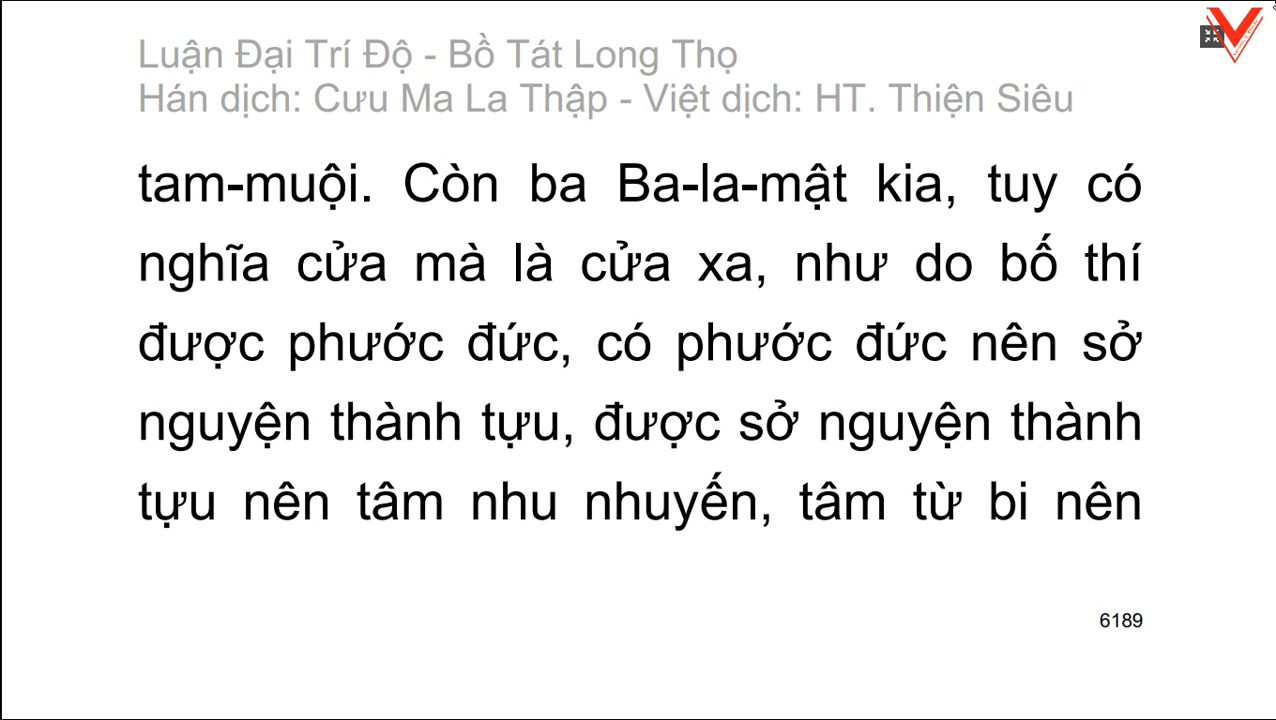 Luận Đại Trí Độ - Bồ Tát Long Thọ
Hán dịch: Cưu Ma La Thập - Việt dịch: HT. Thiện Siêu
tam-muội. Còn ba Ba-la-mật kia, tuy có
nghĩa cửa mà là cửa xa, như do bố thí
được phước đức, có phước đức nên sở
nguyện thành tựu, được sở nguyện thành
tựu nên tâm nhu nhuyến, tâm từ bi nên
6189